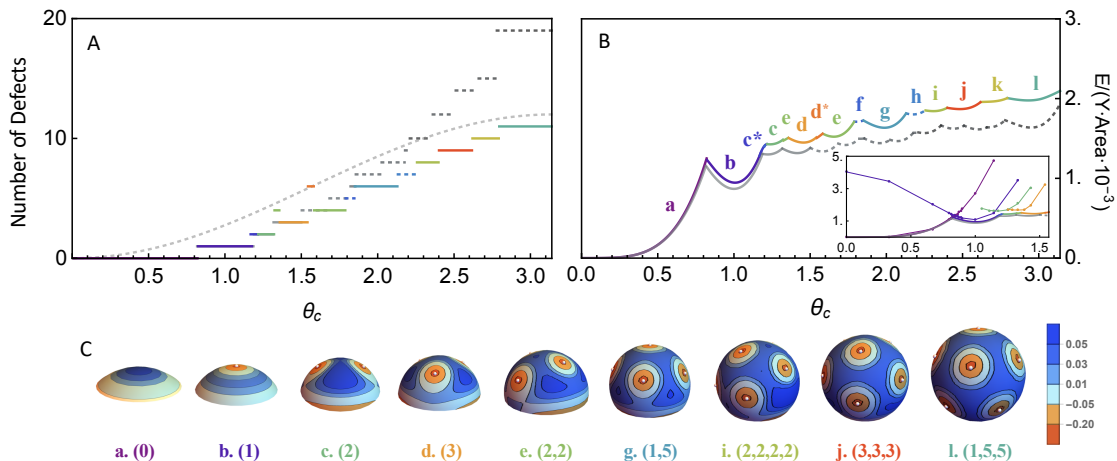 A
Number of Defects
20
10
0
0.5
1.0
1.5
2.0
2.5
3.0
θc
B
a
b
c*
c
e
d
d*
e
f
g
h
i
j
k
l
3.
2.
1.
0.
E/(Y·Area·10⁻³)
0.0
0.5
1.0
1.5
2.0
2.5
3.0
θc
5.
3.
1.
0.0
0.5
1.0
1.5
C
0.05
0.03
0.01
-0.05
-0.20
a. (0)
b. (1)
c. (2)
d. (3)
e. (2,2)
g. (1,5)
i. (2,2,2,2)
j. (3,3,3)
l. (1,5,5)